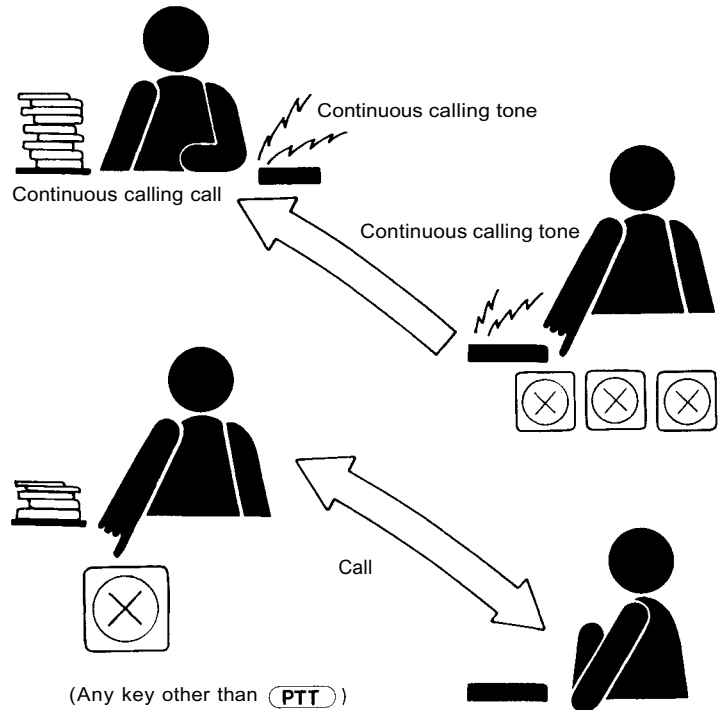 Continuous calling tone
Continuous calling call
Continuous calling tone
Call
(Any key other than PTT)